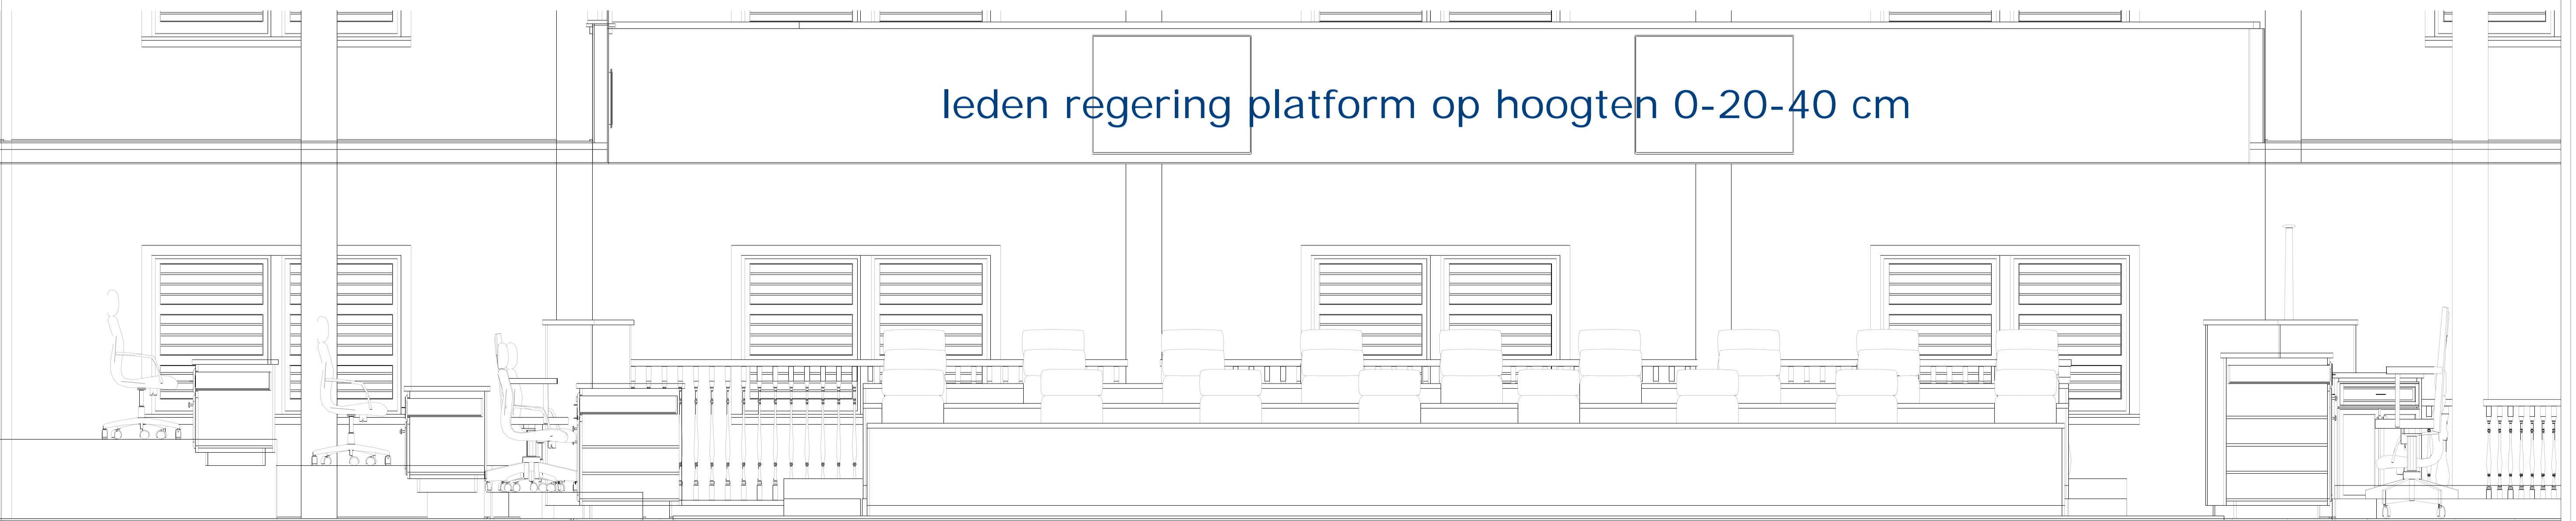 leden regering platform op hoogten 0-20-40 cm